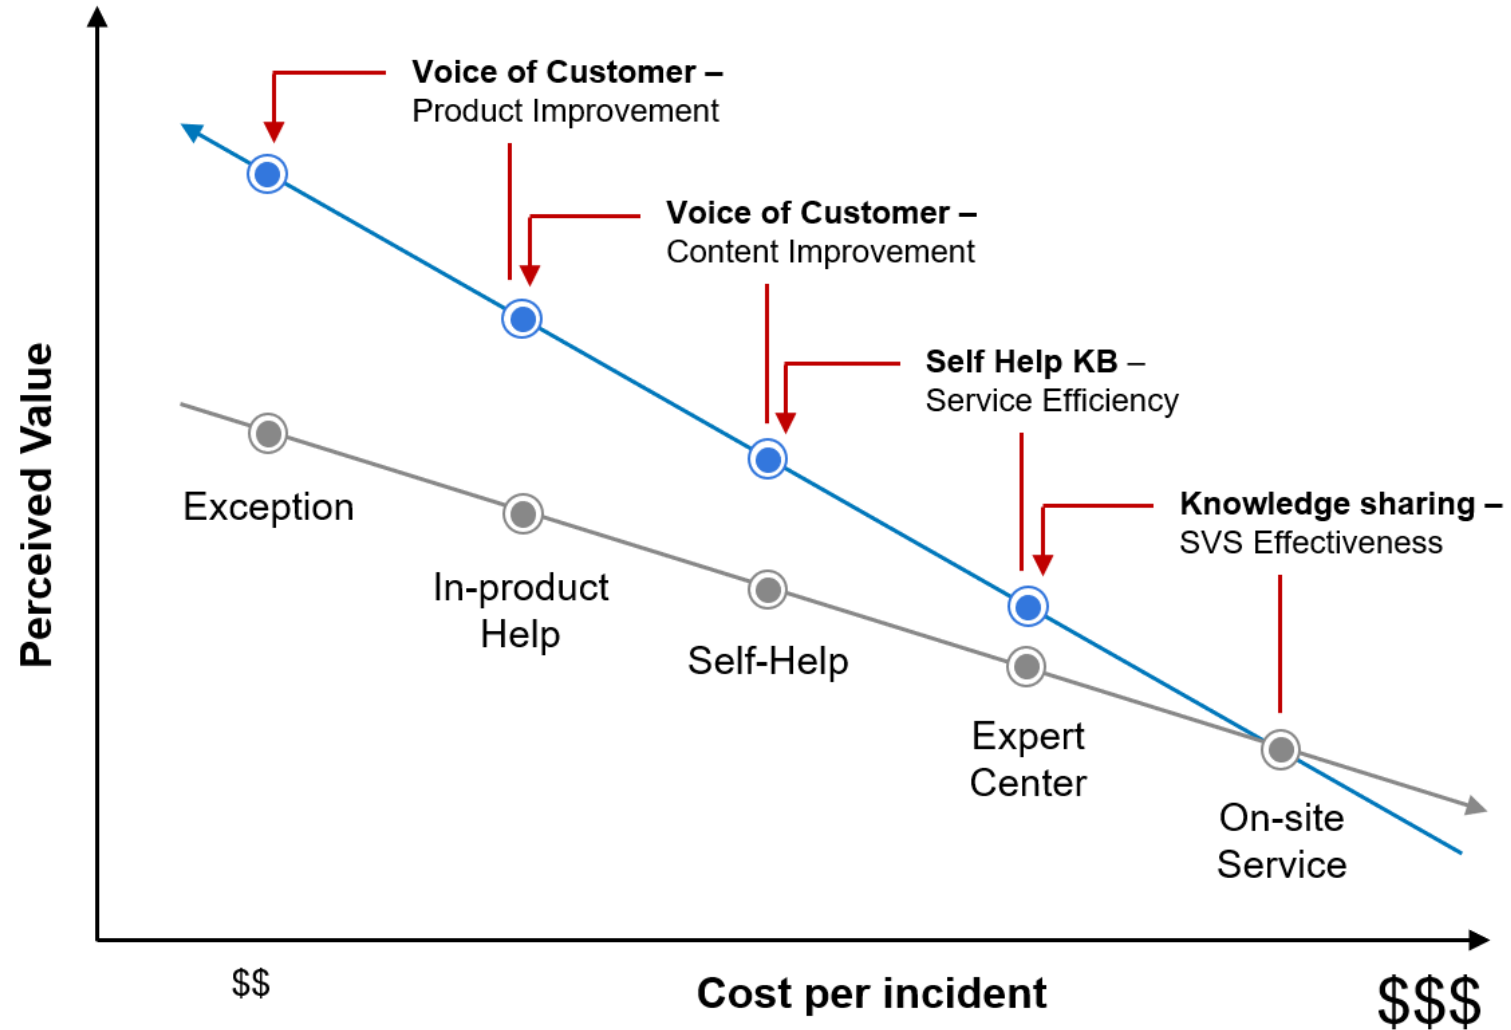 Voice of Customer –
Product Improvement
Voice of Customer –
Content Improvement
Self Help KB –
Service Efficiency
Knowledge sharing –
SVS Effectiveness
Perceived Value
Exception
In-product
Help
Self-Help
Expert
Center
On-site
Service
$$
Cost per incident
$$$